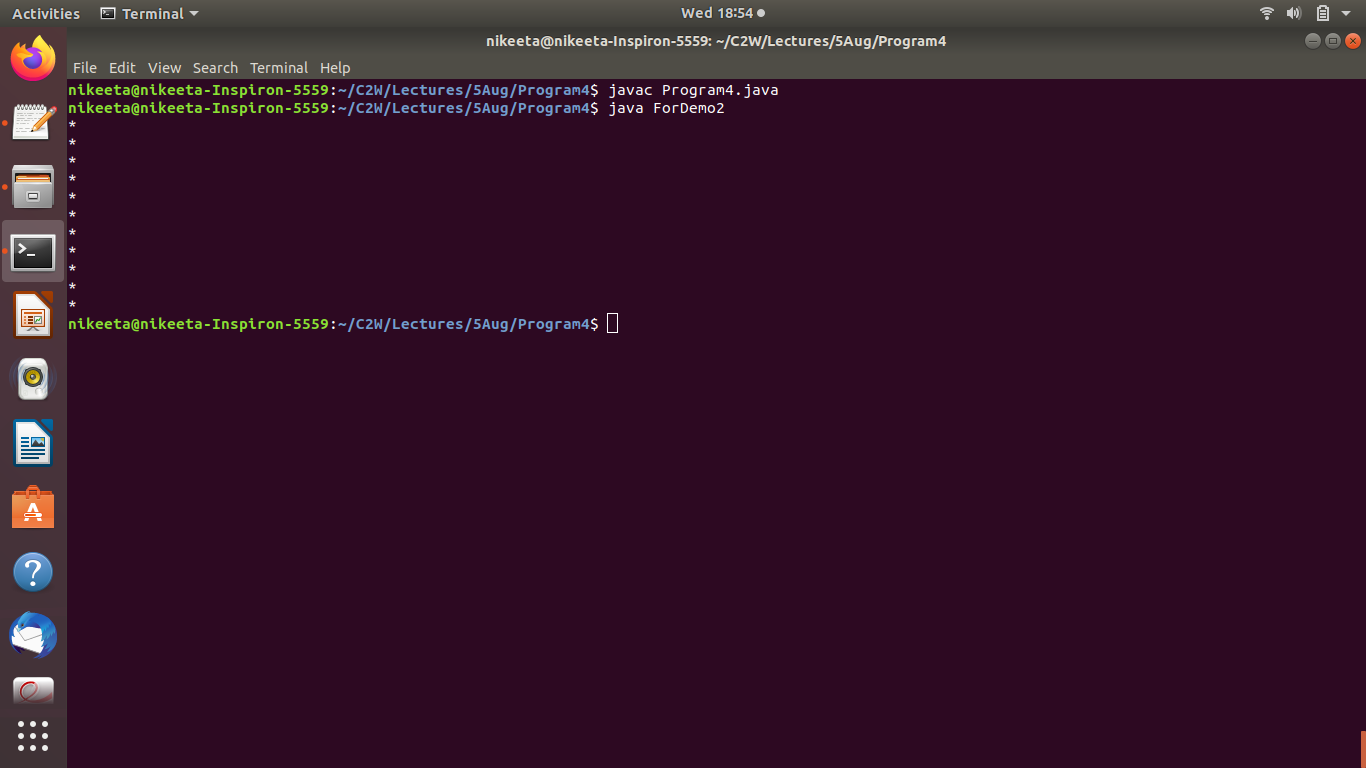 Activities Terminal Wed 18:54
nikeeta@nikeeta-Inspiron-5559: ~/C2W/Lectures/5Aug/Program4
File Edit View Search Terminal Help
nikeeta@nikeeta-Inspiron-5559:~/C2W/Lectures/5Aug/Program4$ javac Program4.java
nikeeta@nikeeta-Inspiron-5559:~/C2W/Lectures/5Aug/Program4$ java ForDemo2
*
*
*
*
*
*
*
*
*
*
*
nikeeta@nikeeta-Inspiron-5559:~/C2W/Lectures/5Aug/Program4$